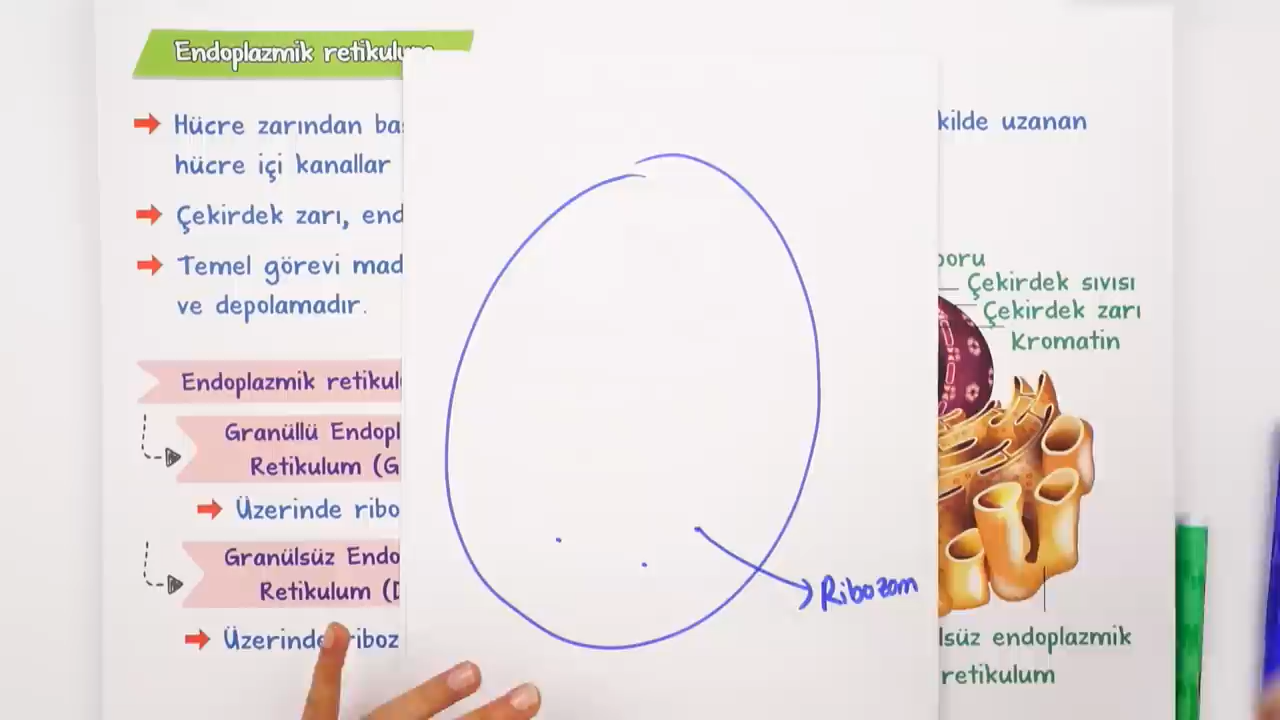 Endoplazmik retikulum
Hücre zarından ba
hücre içi kanallar
Çekirdek zarı, end
Temel görevi mad
ve depolamadır.
Endoplazmik retikul
Granüllü Endopl
Retikulum (G
Üzerinde ribo
Granülsüz Endo
Retikulum (D
Üzerinde riboz
Ribozom
kilde uzanan
poru
Çekirdek sıvısı
Çekirdek zarı
Kromatin
lsüz endoplazmik
retikulum